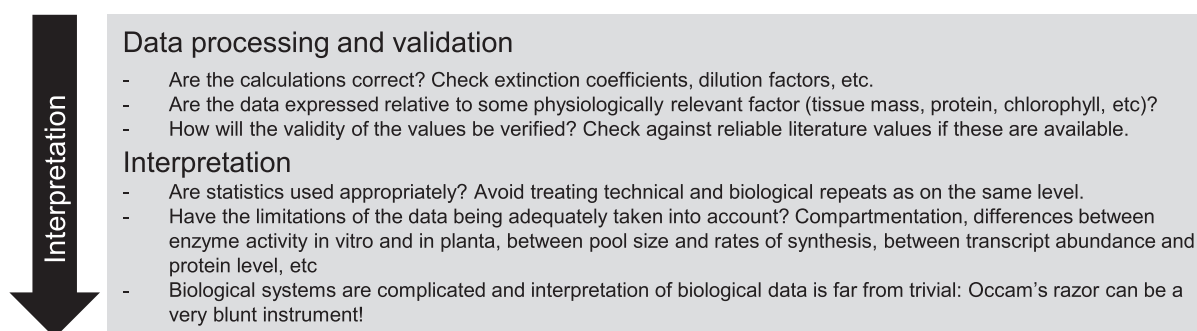 Interpretation
Data processing and validation
- Are the calculations correct? Check extinction coefficients, dilution factors, etc.
- Are the data expressed relative to some physiologically relevant factor (tissue mass, protein, chlorophyll, etc)?
- How will the validity of the values be verified? Check against reliable literature values if these are available.
Interpretation
- Are statistics used appropriately? Avoid treating technical and biological repeats as on the same level.
- Have the limitations of the data being adequately taken into account? Compartmentation, differences between
enzyme activity in vitro and in planta, between pool size and rates of synthesis, between transcript abundance and
protein level, etc
- Biological systems are complicated and interpretation of biological data is far from trivial: Occam’s razor can be a
very blunt instrument!